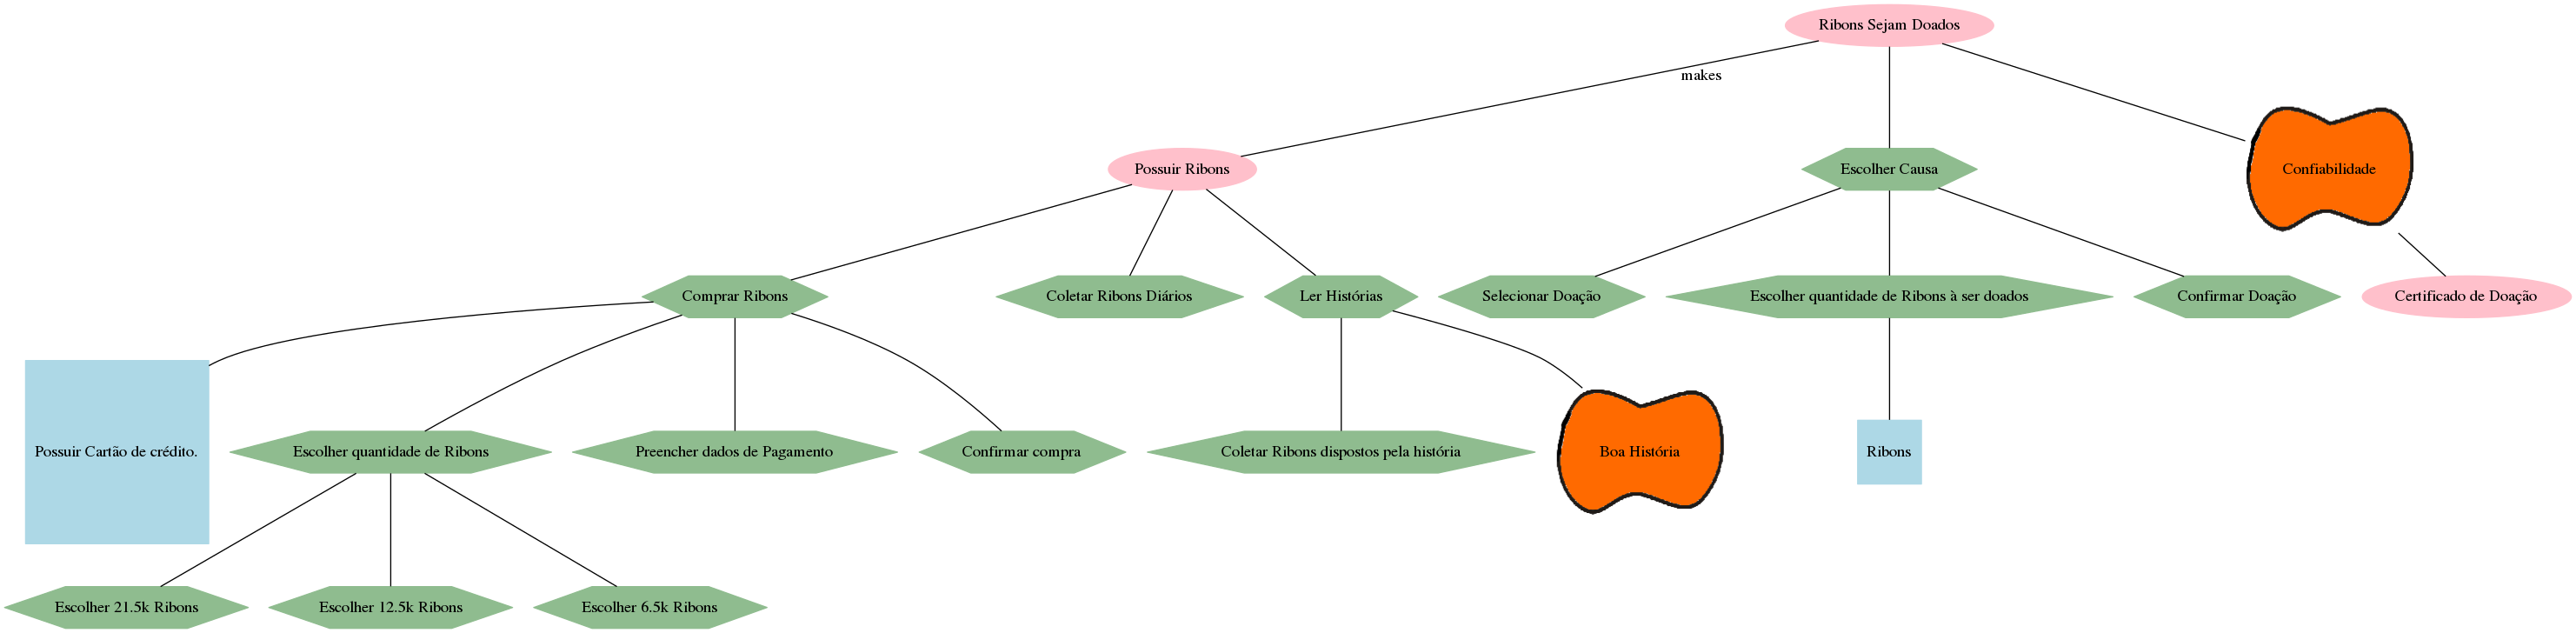 Ribons Sejam Doados
makes
Possuir Ribons
Escolher Causa
Confiabilidade
Comprar Ribons
Coletar Ribons Diários
Ler Histórias
Selecionar Doação
Escolher quantidade de Ribons à ser doados
Confirmar Doação
Certificado de Doação
Possuir Cartão de crédito.
Escolher quantidade de Ribons
Preencher dados de Pagamento
Confirmar compra
Coletar Ribons dispostos pela história
Boa História
Ribons
Escolher 21.5k Ribons
Escolher 12.5k Ribons
Escolher 6.5k Ribons